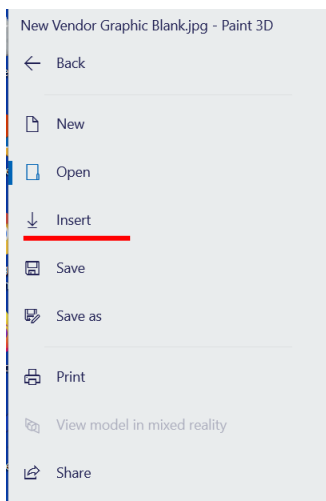 New Vendor Graphic Blank.jpg - Paint 3D
Back
New
Open
Insert
Save
Save as
Print
View model in mixed reality
Share